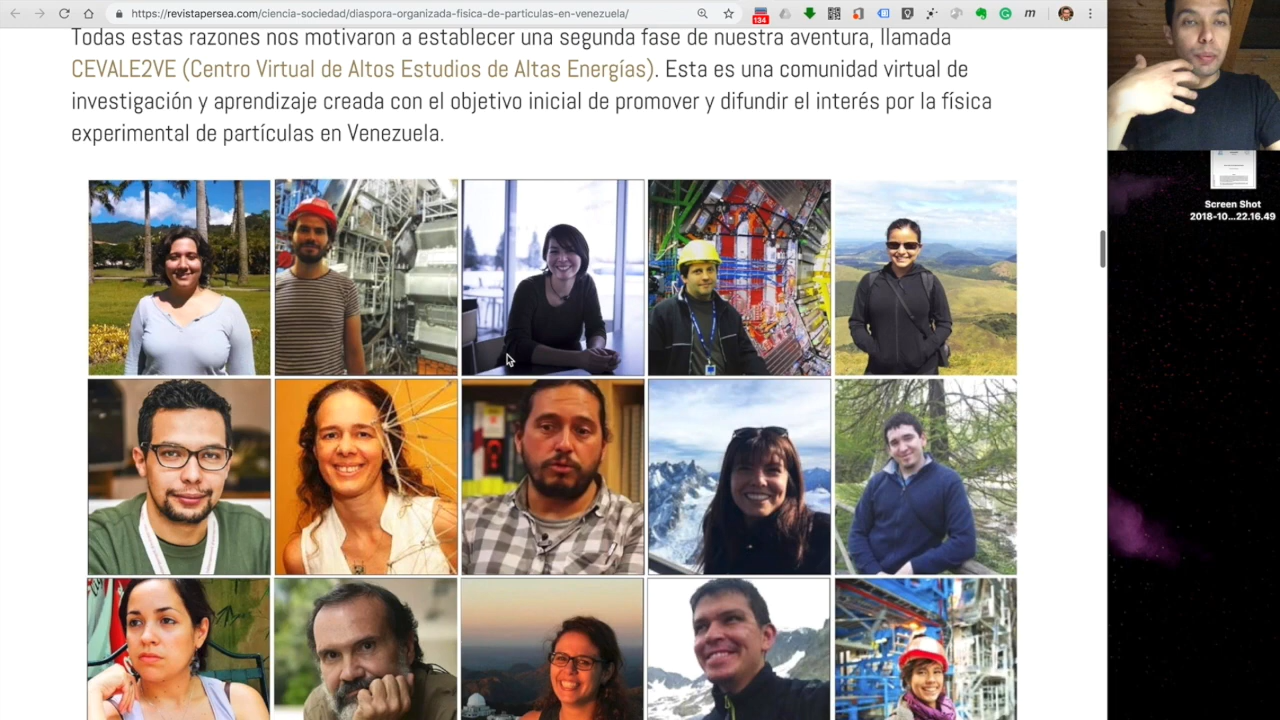 https://revistapersea.com/ciencia-sociedad/diaspora-organizada-fisica-de-particulas-en-venezuela/
134
m
Todas estas razones nos motivaron a establecer una segunda fase de nuestra aventura, llamada
CEVALE2VE (Centro Virtual de Altos Estudios de Altas Energías). Esta es una comunidad virtual de
investigación y aprendizaje creada con el objetivo inicial de promover y difundir el interés por la física
experimental de partículas en Venezuela.
Screen Shot
2018-10...22.16.49